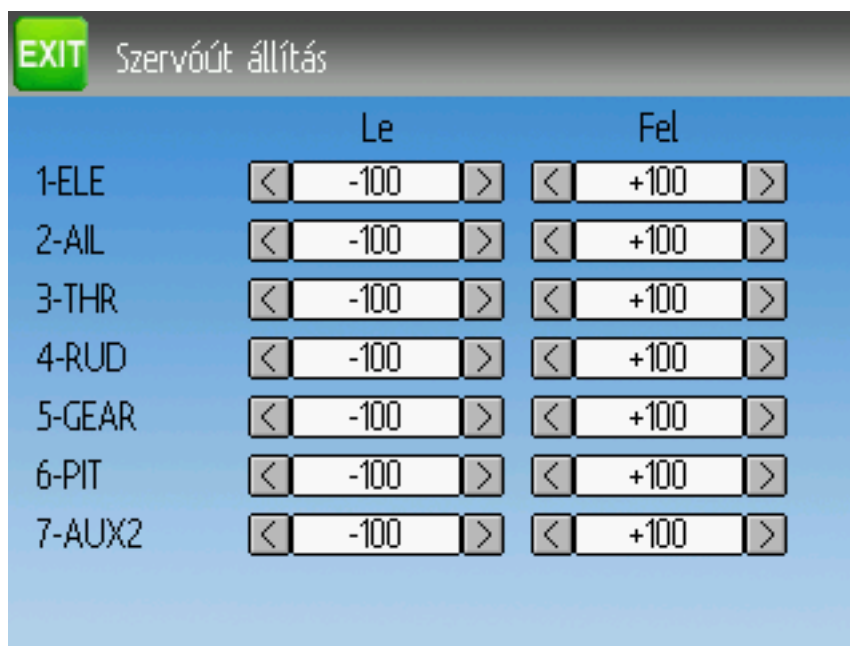 EXIT Szervóút állítás
Le Fel
1-ELE < -100 > < +100 >
2-AIL < -100 > < +100 >
3-THR < -100 > < +100 >
4-RUD < -100 > < +100 >
5-GEAR < -100 > < +100 >
6-PIT < -100 > < +100 >
7-AUX2 < -100 > < +100 >